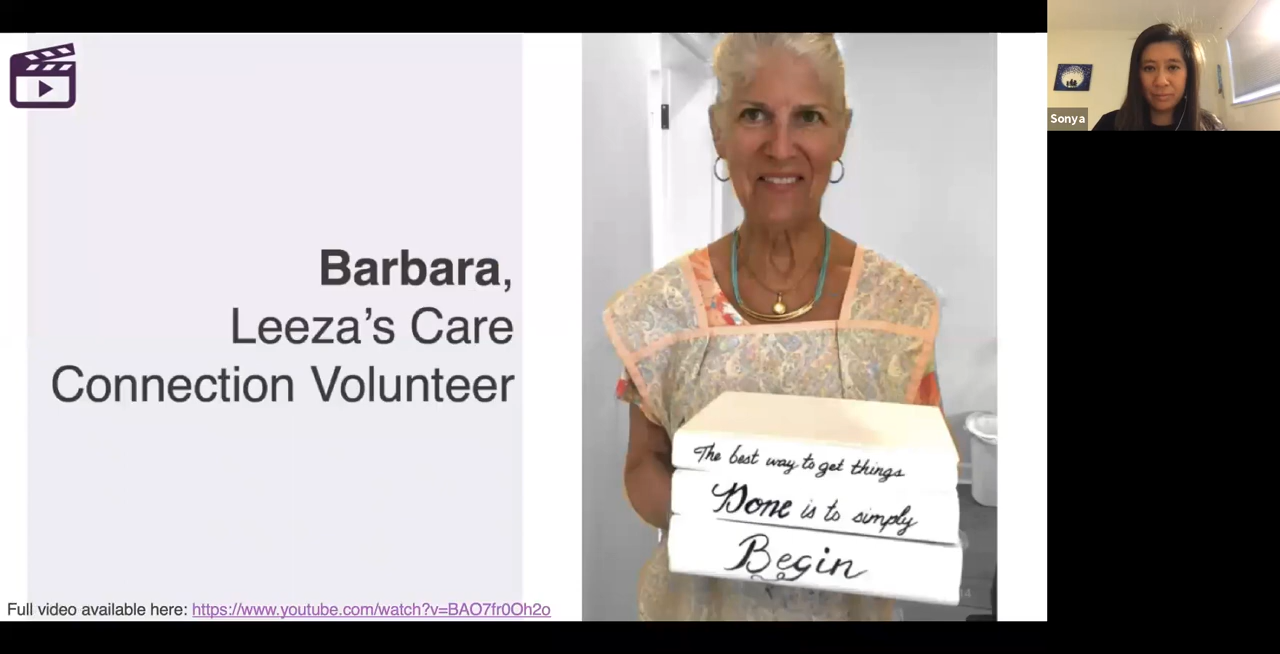 Barbara,
Leeza's Care
Connection Volunteer
The best way to get things
Done is to simply
Begin
Full video available here: https://www.youtube.com/watch?v=BAO7fr0Oh2o
Sonya